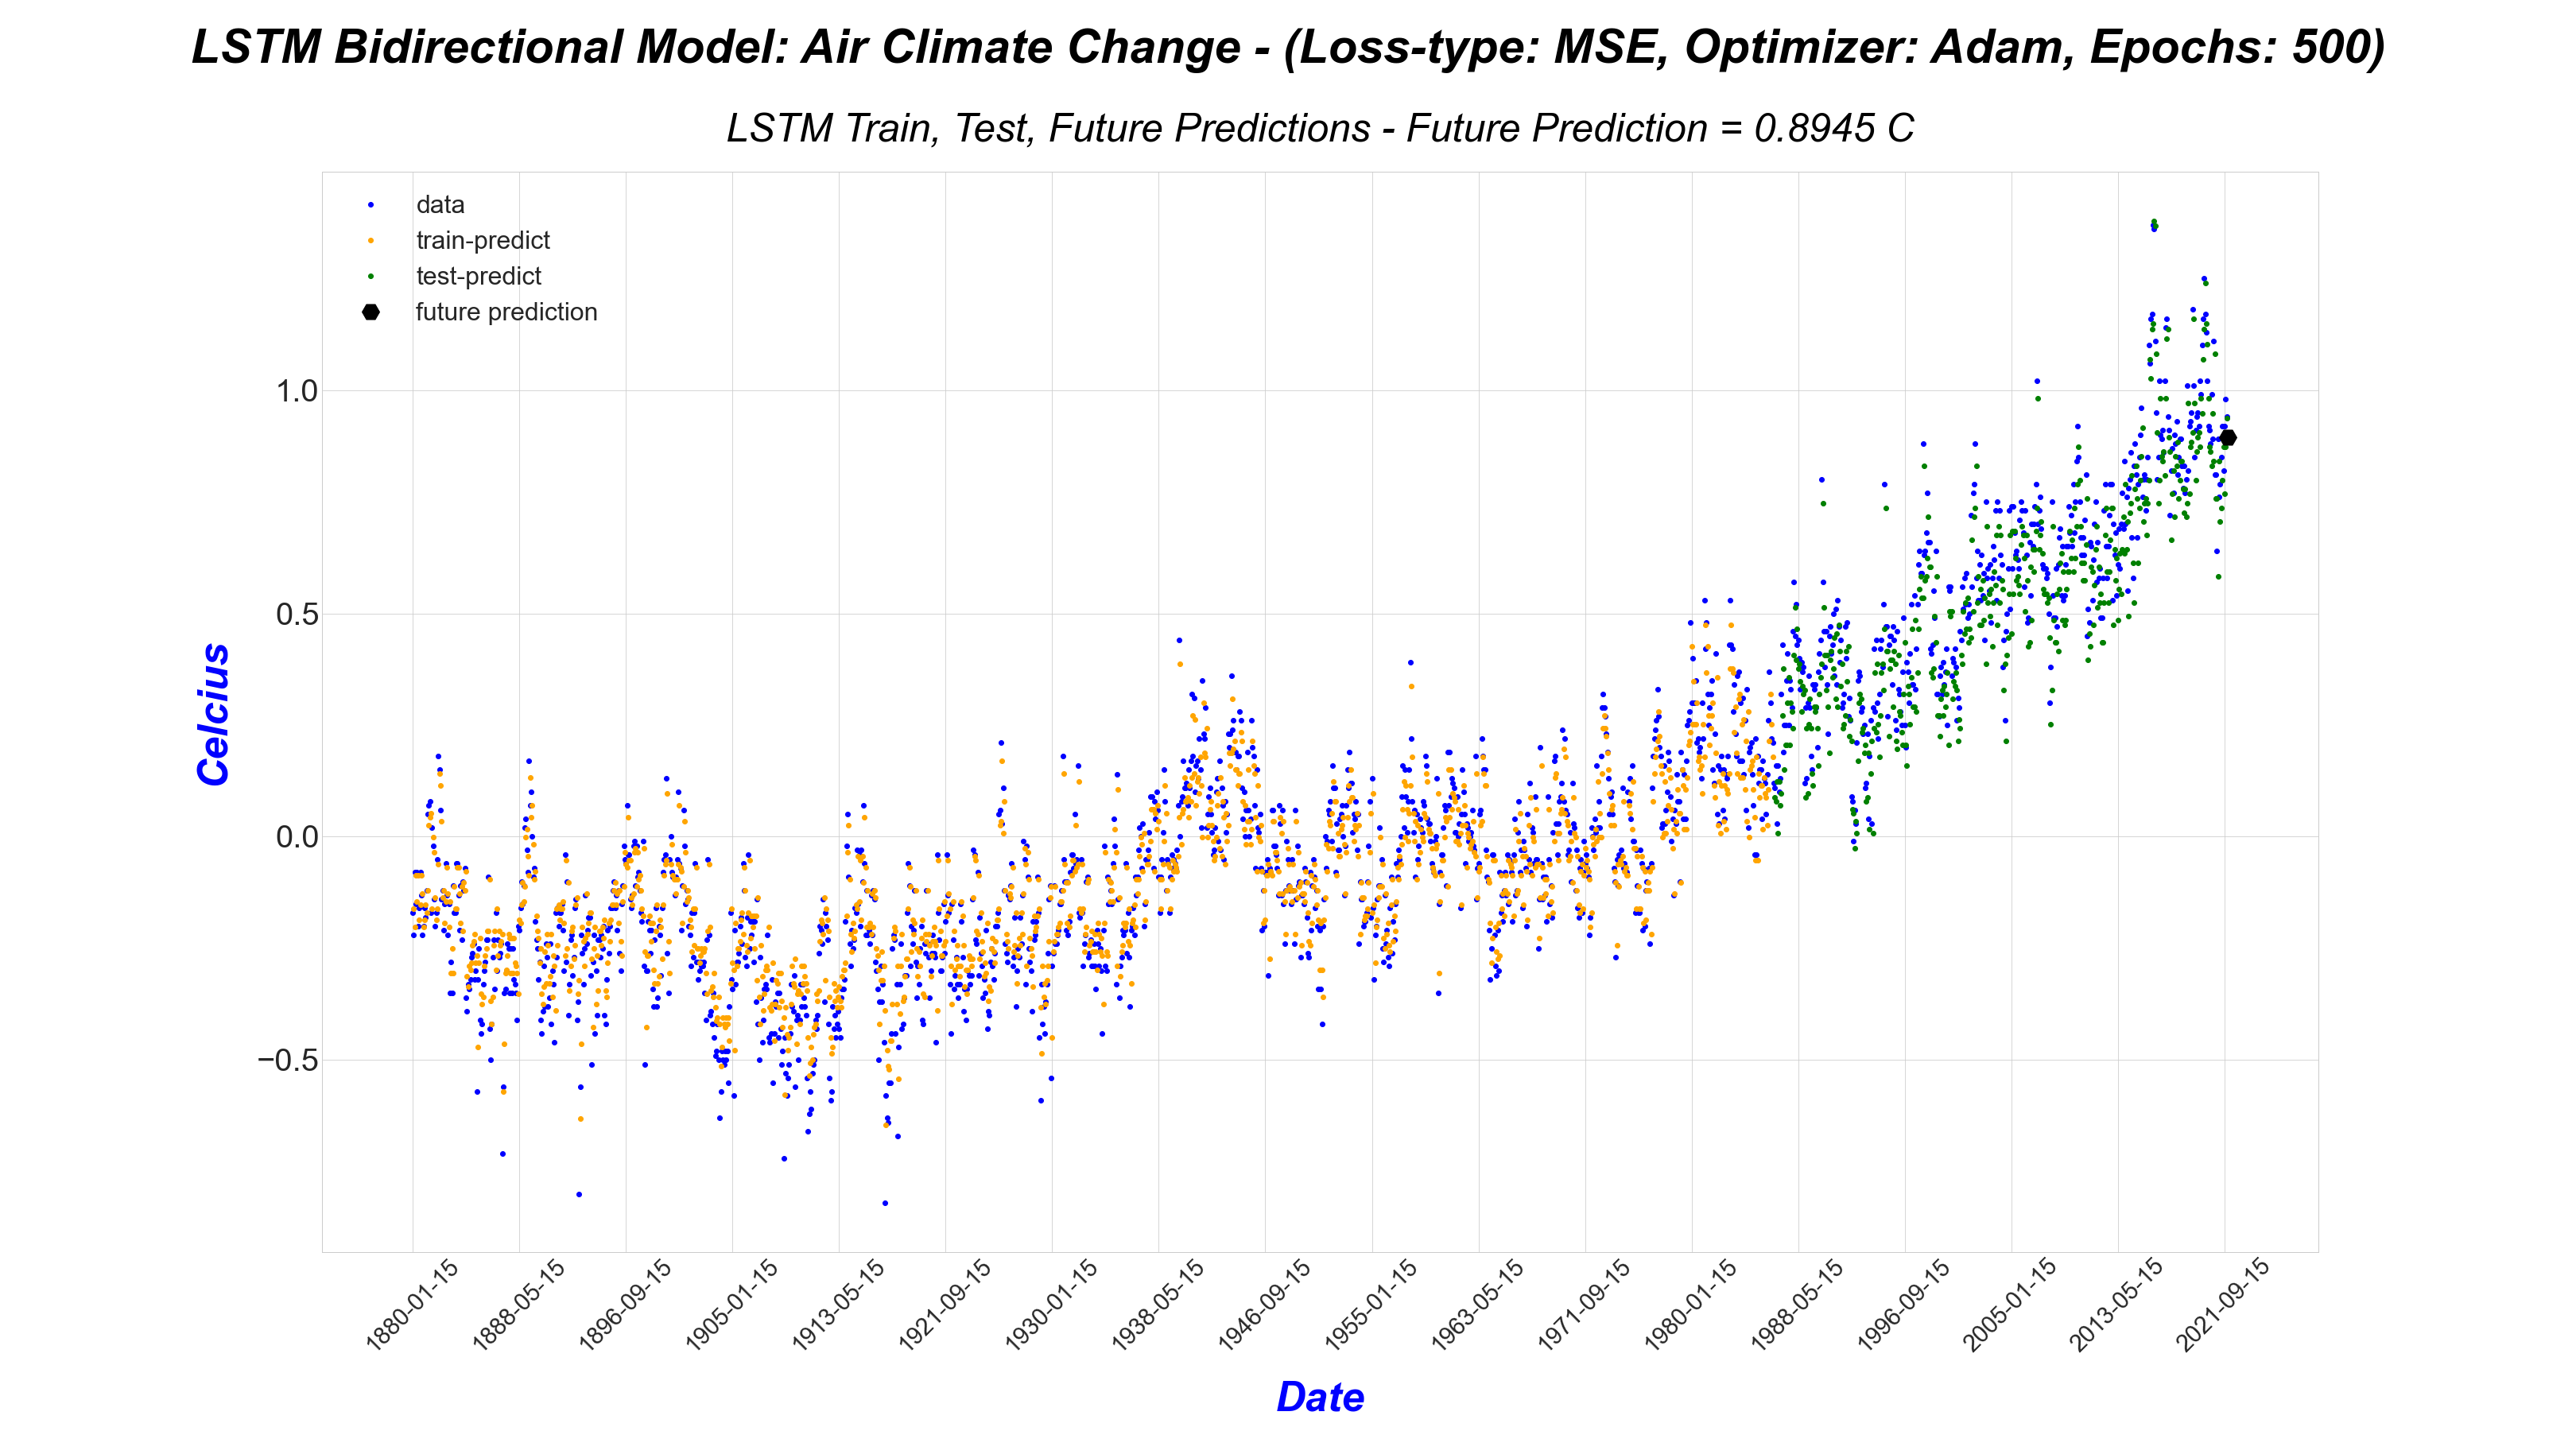 LSTM Bidirectional Model: Air Climate Change - (Loss-type: MSE, Optimizer: Adam, Epochs: 500)
LSTM Train, Test, Future Predictions - Future Prediction = 0.8945 C
data
train-predict
test-predict
future prediction
1.0
0.5
0.0
−0.5
Celcius
1880-01-15
1888-05-15
1896-09-15
1905-01-15
1913-05-15
1921-09-15
1930-01-15
1938-05-15
1946-09-15
1955-01-15
1963-05-15
1971-09-15
1980-01-15
1988-05-15
1996-09-15
2005-01-15
2013-05-15
2021-09-15
Date